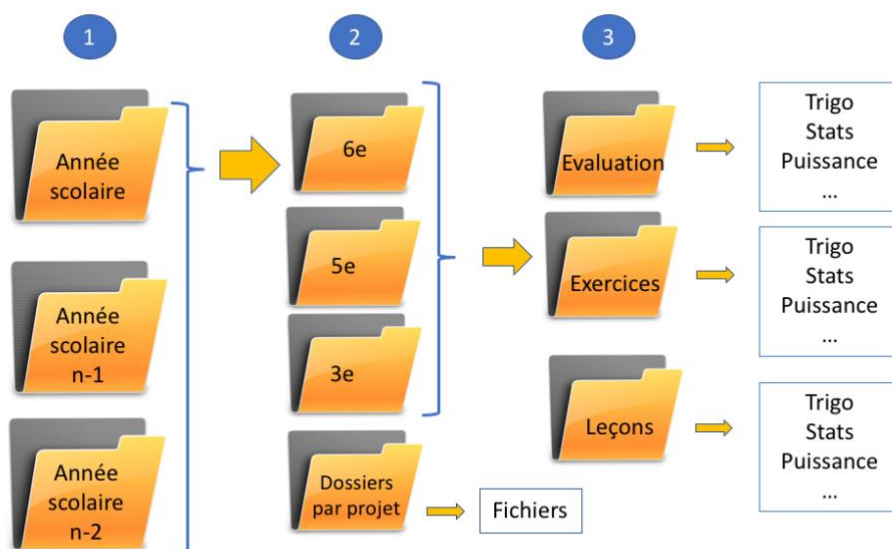 1
2
3
Année
scolaire
Année
scolaire
n-1
Année
scolaire
n-2
6e
5e
3e
Dossiers
par projet
Fichiers
Evaluation
Trigo
Stats
Puissance
...
Exercices
Trigo
Stats
Puissance
...
Leçons
Trigo
Stats
Puissance
...